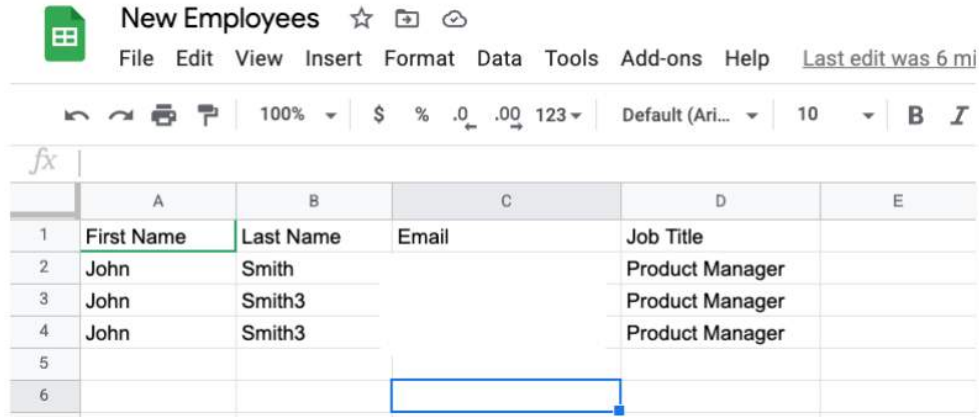 New Employees
File Edit View Insert Format Data Tools Add-ons Help Last edit was 6 mi
100% $ % .0 .00 123 Default (Ari... 10 B I
fx
A B C D E
1 First Name Last Name Email Job Title
2 John Smith Product Manager
3 John Smith3 Product Manager
4 John Smith3 Product Manager
5
6